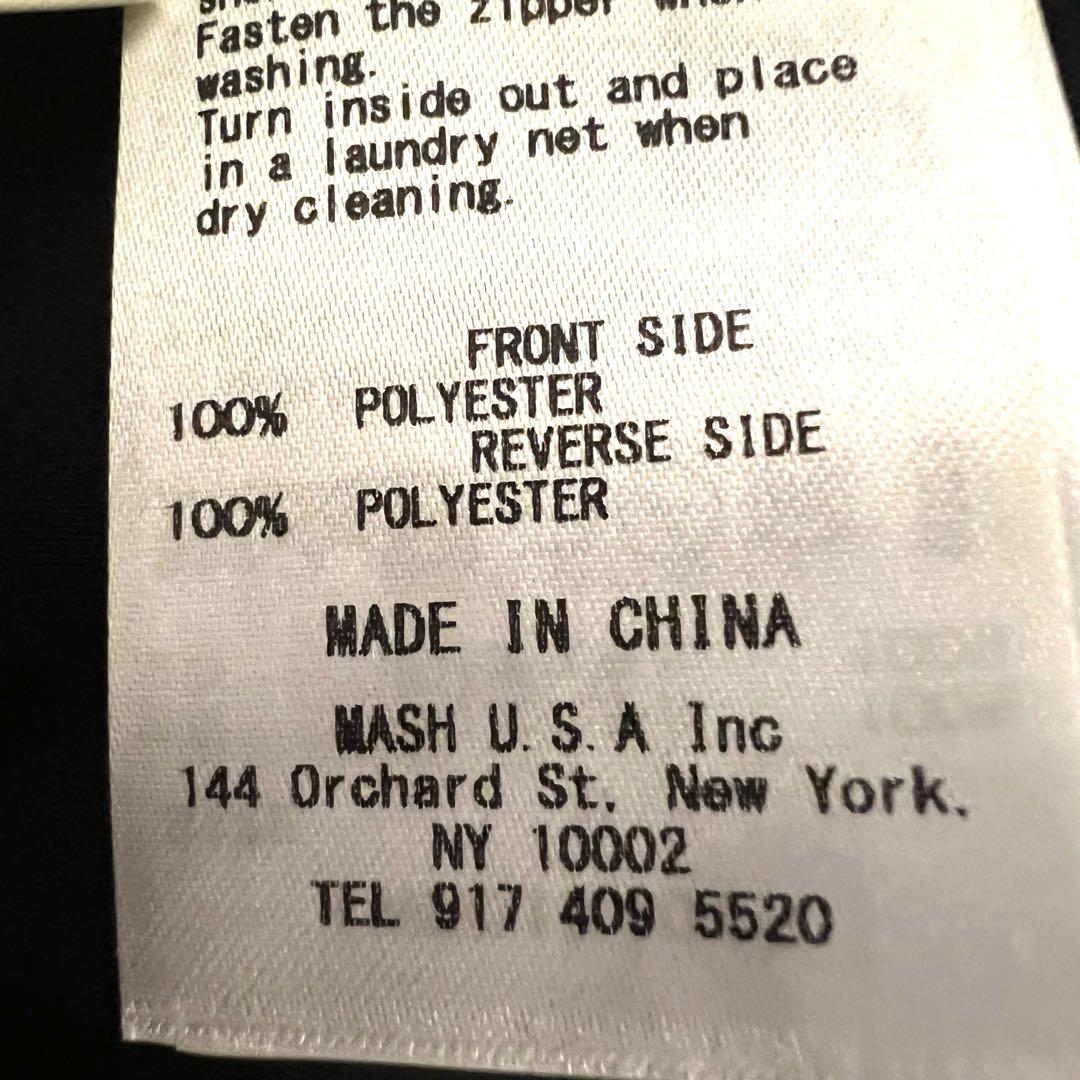 Fasten the zipper when
washing.
Turn inside out and place
in a laundry net when
dry cleaning.
FRONT SIDE
100% POLYESTER
REVERSE SIDE
100% POLYESTER
MADE IN CHINA
MASH U.S.A Inc
144 Orchard St. New York.
NY 10002
TEL 917 409 5520